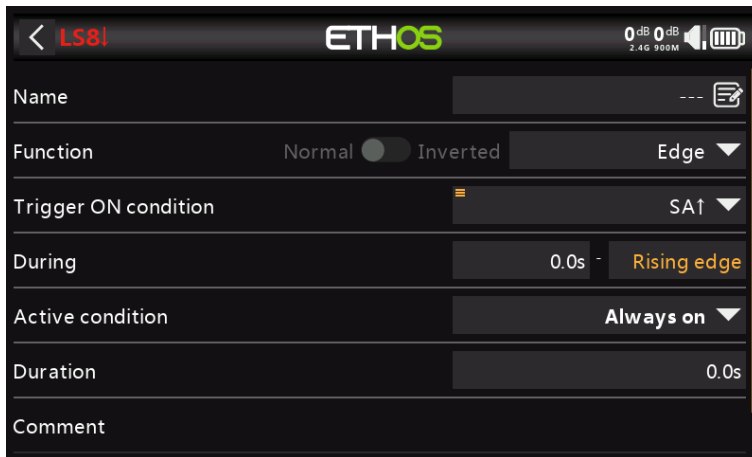 LS8↓ ETHOS 0dB 0dB
2.4G 900M
Name ---
Function Normal Inverted Edge
Trigger ON condition SA↑
During 0.0s - Rising edge
Active condition Always on
Duration 0.0s
Comment